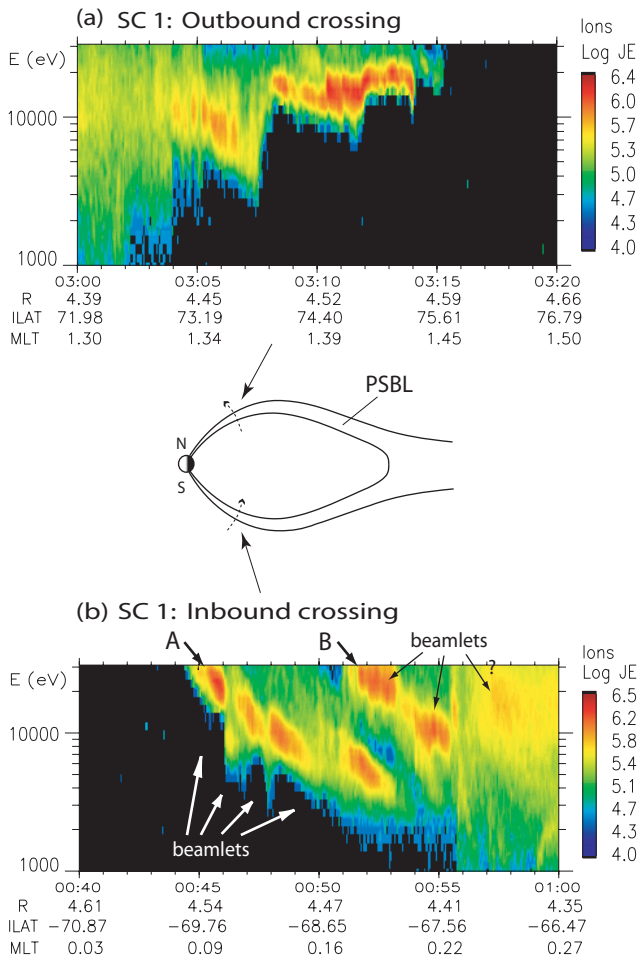 (a) SC 1: Outbound crossing
Ions
Log JE
E (eV)
10000
1000
6.4
6.0
5.7
5.3
5.0
4.7
4.3
4.0
03:00 03:05 03:10 03:15 03:20
R 4.39 4.45 4.52 4.59 4.66
ILAT 71.98 73.19 74.40 75.61 76.79
MLT 1.30 1.34 1.39 1.45 1.50
PSBL
N
S
(b) SC 1: Inbound crossing
A B beamlets
?
Ions
Log JE
E (eV)
10000
1000
beamlets
6.5
6.2
5.8
5.4
5.1
4.7
4.4
4.0
00:40 00:45 00:50 00:55 01:00
R 4.61 4.54 4.47 4.41 4.35
ILAT −70.87 −69.76 −68.65 −67.56 −66.47
MLT 0.03 0.09 0.16 0.22 0.27